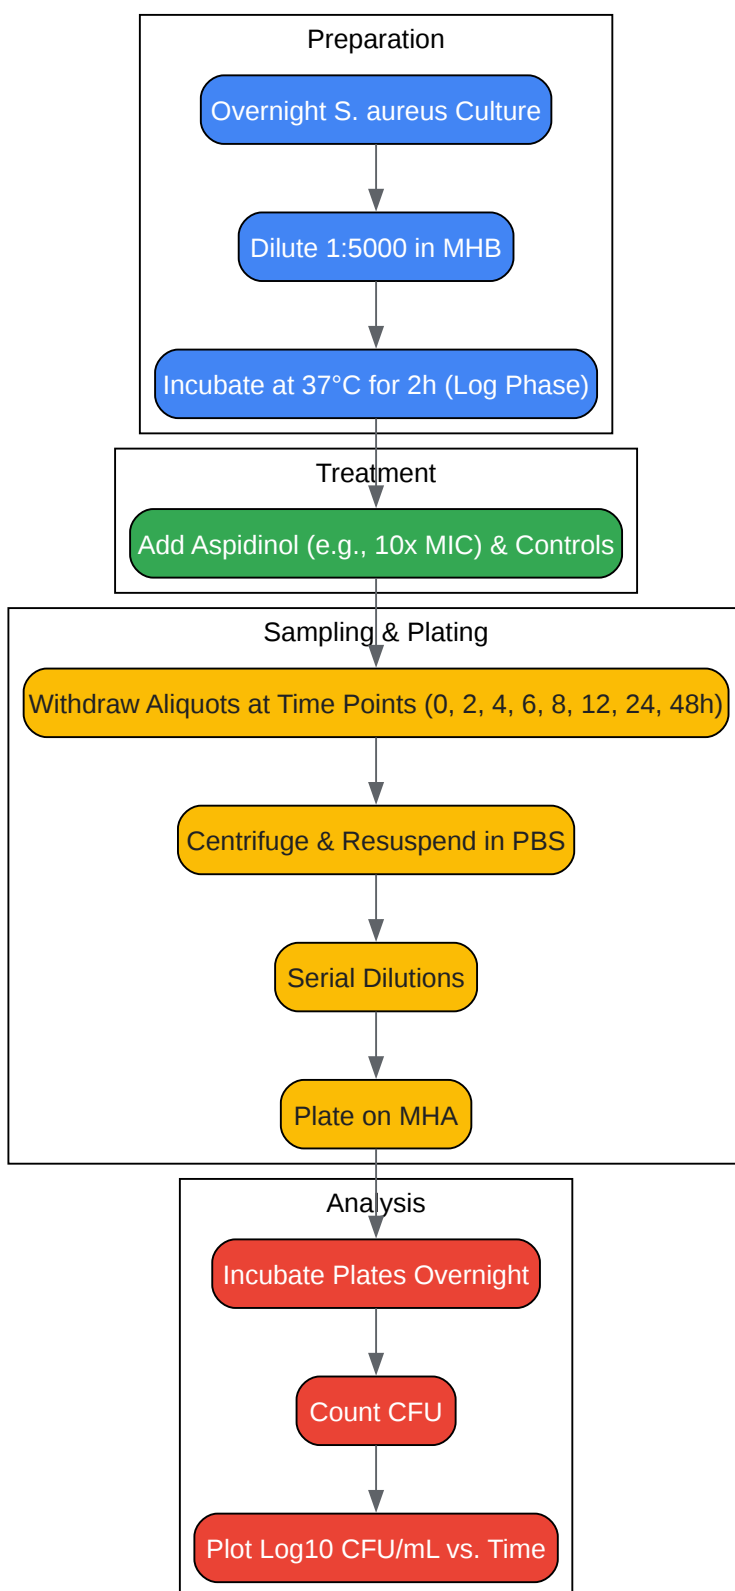 Preparation
Overnight S. aureus Culture
Dilute 1:5000 in MHB
Incubate at 37°C for 2h (Log Phase)
Treatment
Add Aspidinol (e.g., 10x MIC) & Controls
Sampling & Plating
Withdraw Aliquots at Time Points (0, 2, 4, 6, 8, 12, 24, 48h)
Centrifuge & Resuspend in PBS
Serial Dilutions
Plate on MHA
Analysis
Incubate Plates Overnight
Count CFU
Plot Log10 CFU/mL vs. Time